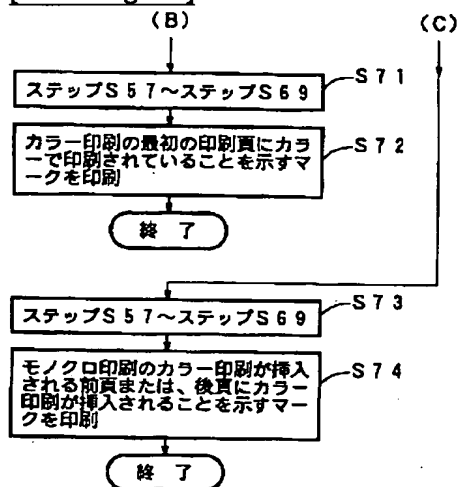 (B)
(C)
ステップS57～ステップS69
S71
カラー印刷の最初の印刷頁にカラ
ーで印刷されていることを示すマ
ークを印刷
S72
終 了
ステップS57～ステップS69
S73
モノクロ印刷のカラー印刷が挿入
される前頁または、後頁にカラー
印刷が挿入されることを示すマー
クを印刷
S74
終 了